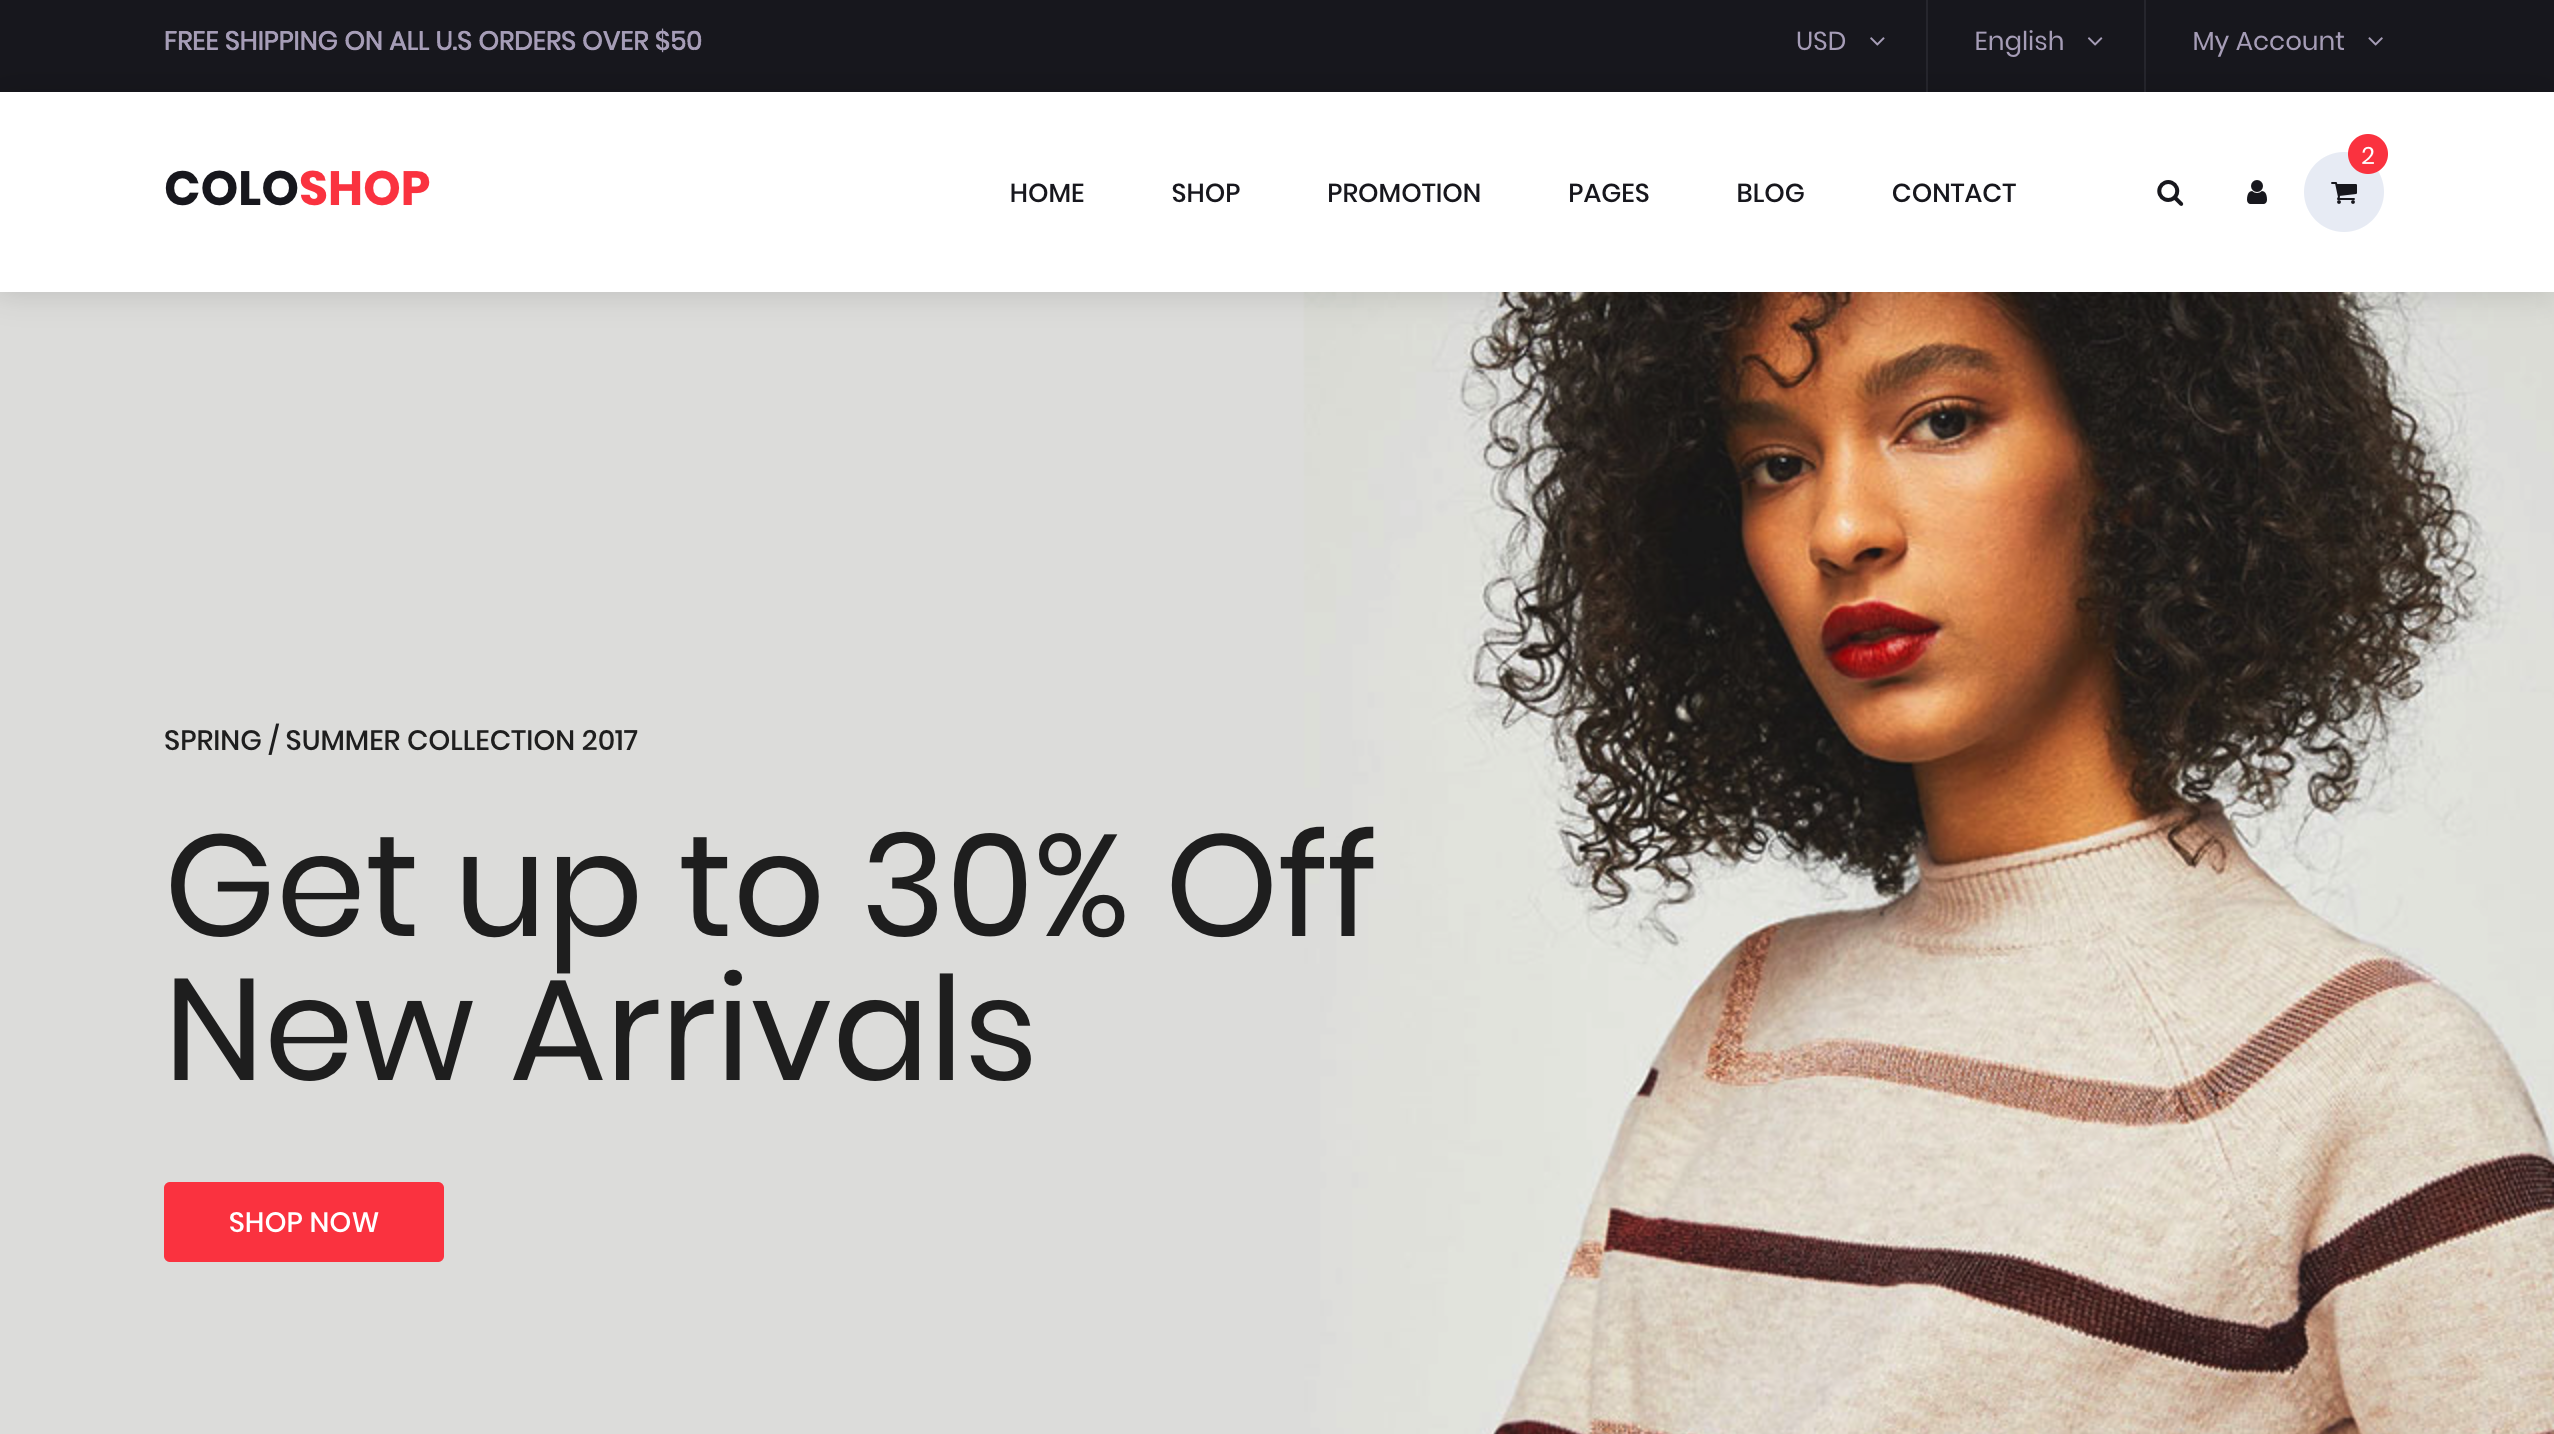 FREE SHIPPING ON ALL U.S ORDERS OVER $50
USD
English
My Account
COLOSHOP
HOME
SHOP
PROMOTION
PAGES
BLOG
CONTACT
2
SPRING / SUMMER COLLECTION 2017
Get up to 30% Off
New Arrivals
SHOP NOW